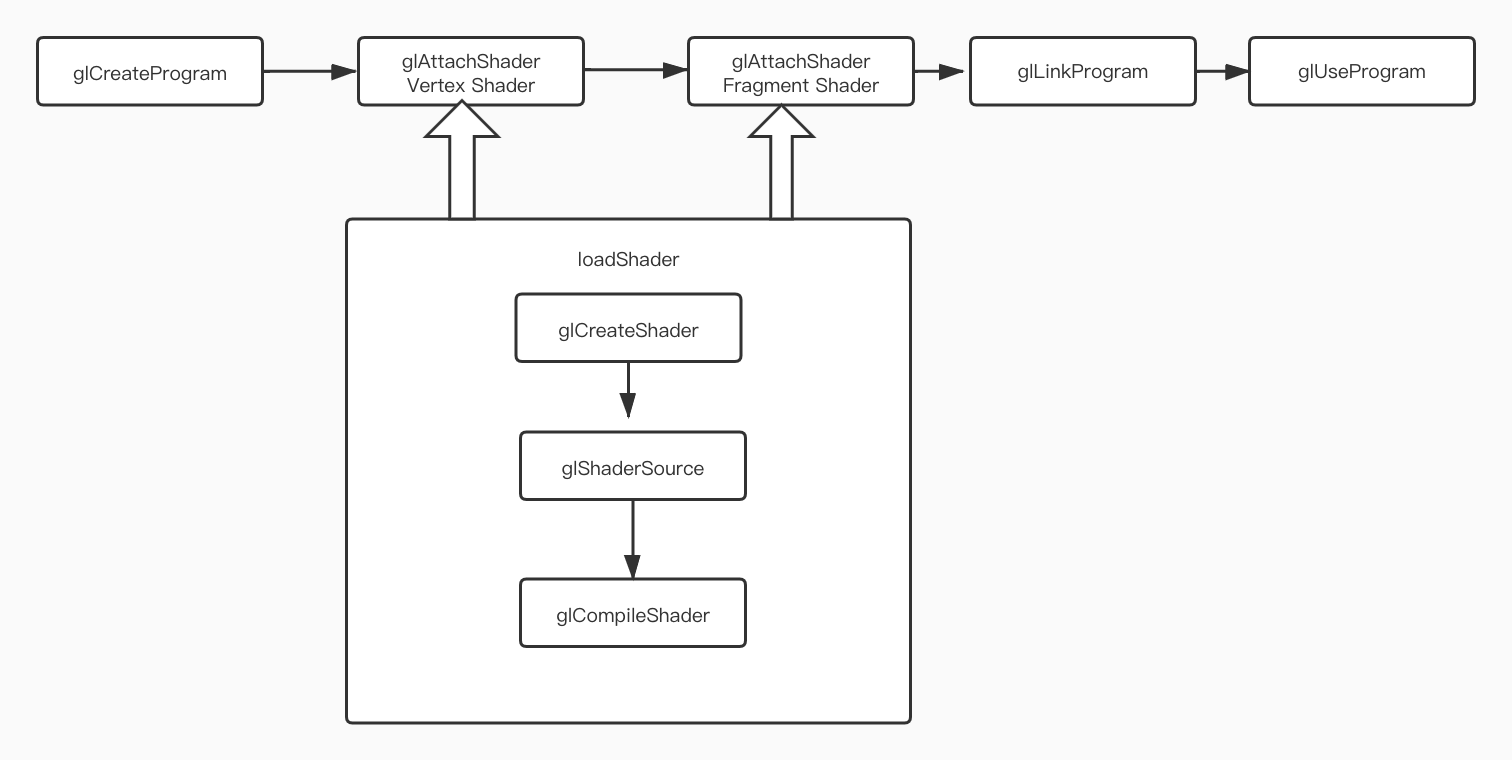 glCreateProgram
glAttachShader
Vertex Shader
glAttachShader
Fragment Shader
glLinkProgram
glUseProgram
loadShader
glCreateShader
glShaderSource
glCompileShader